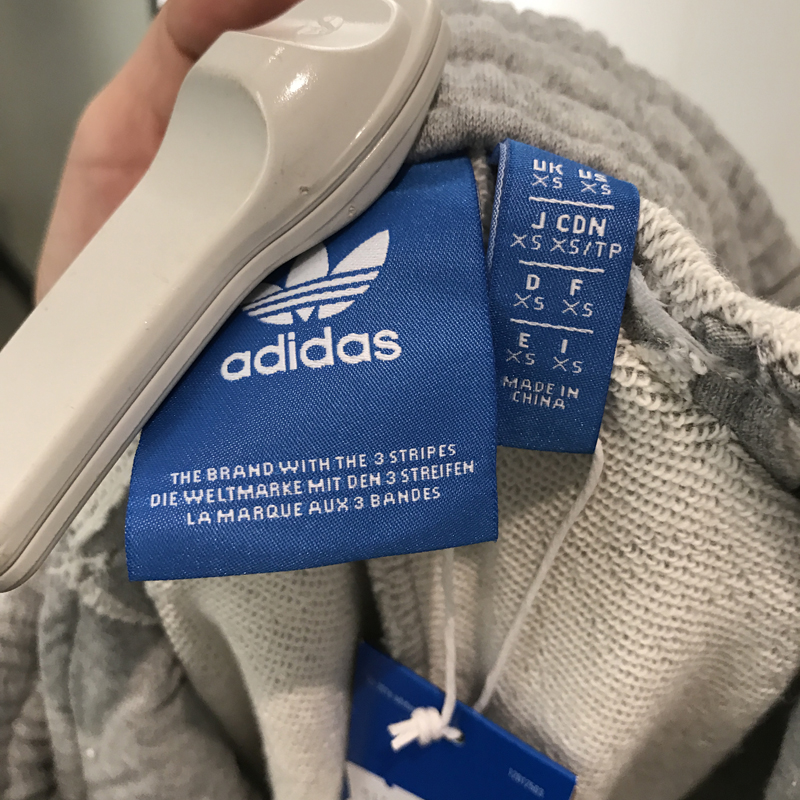 adidas
THE BRAND WITH THE 3 STRIPES
DIE WELTMARKE MIT DEN 3 STREIFEN
LA MARQUE AUX 3 BANDES
UK US
XS XS
J CDN
XS XS/TP
D F
XS XS
E I
XS XS
MADE IN
CHINA